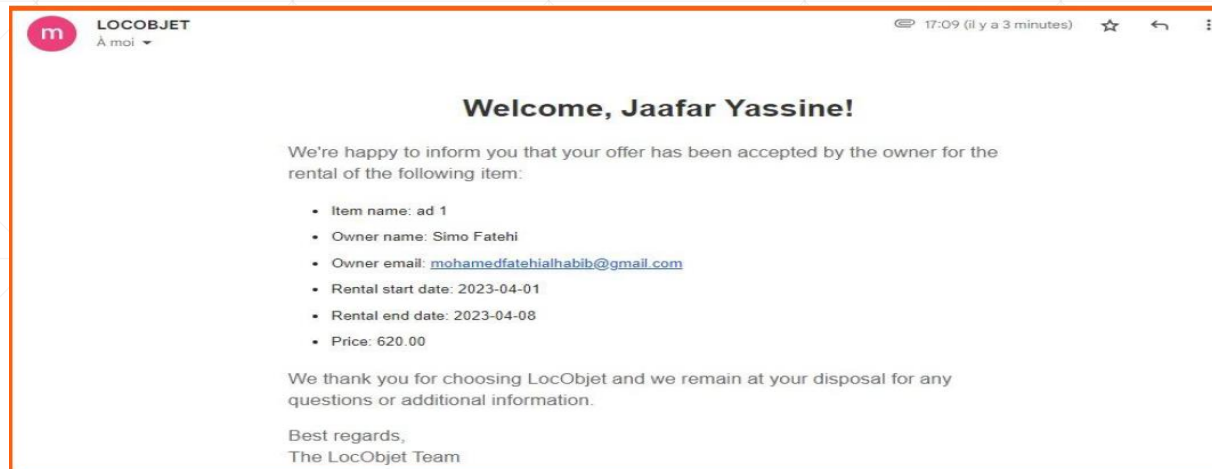 m
LOCOBJET
17:09 (il y a 3 minutes)
À moi
Welcome, Jaafar Yassine!
We're happy to inform you that your offer has been accepted by the owner for the
rental of the following item:
• Item name: ad 1
• Owner name: Simo Fatehi
• Owner email: mohamedfatehialhabib@gmail.com
• Rental start date: 2023-04-01
• Rental end date: 2023-04-08
• Price: 620.00
We thank you for choosing LocObjet and we remain at your disposal for any
questions or additional information.
Best regards,
The LocObjet Team